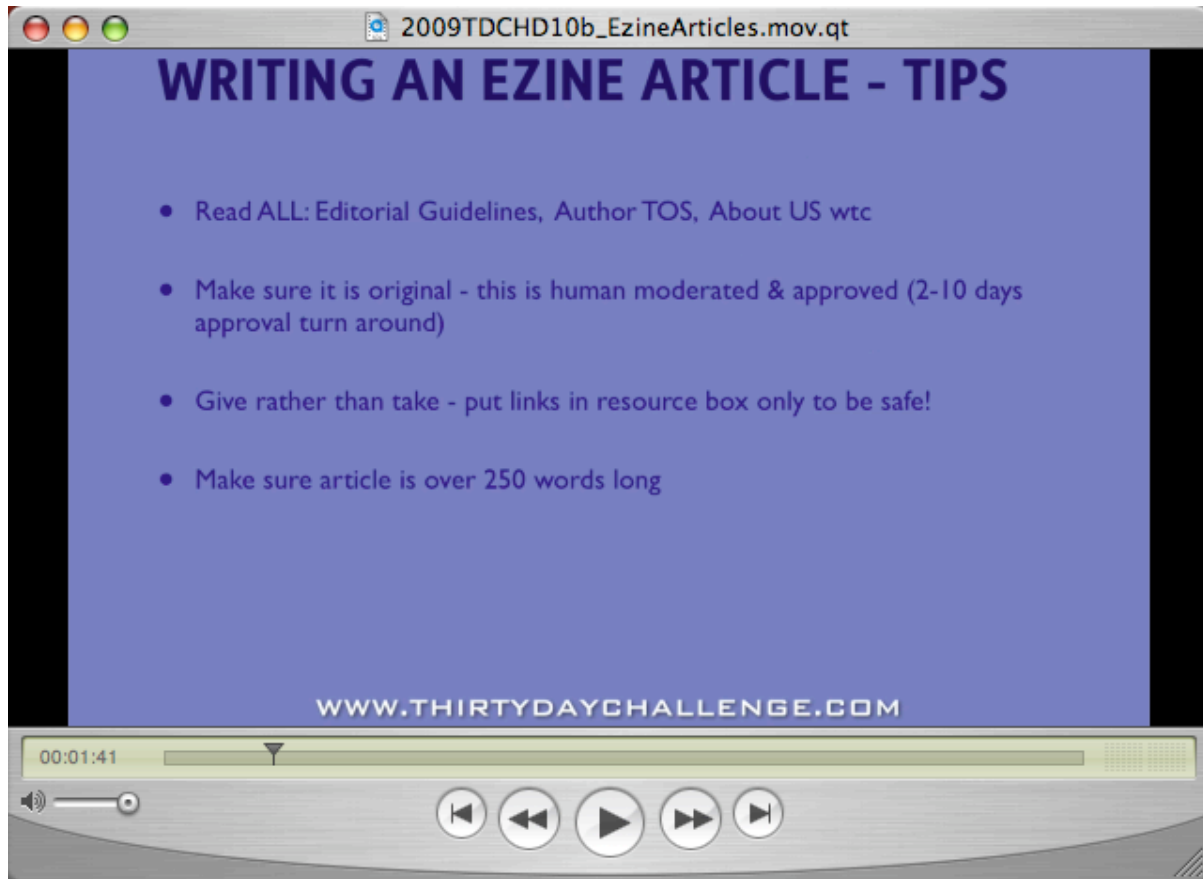 2009TDCHD10b_EzineArticles.mov.qt
WRITING AN EZINE ARTICLE - TIPS
• Read ALL: Editorial Guidelines, Author TOS, About US wtc
• Make sure it is original - this is human moderated & approved (2-10 days
approval turn around)
• Give rather than take - put links in resource box only to be safe!
• Make sure article is over 250 words long
WWW.THIRTYDAYCHALLENGE.COM
00:01:41